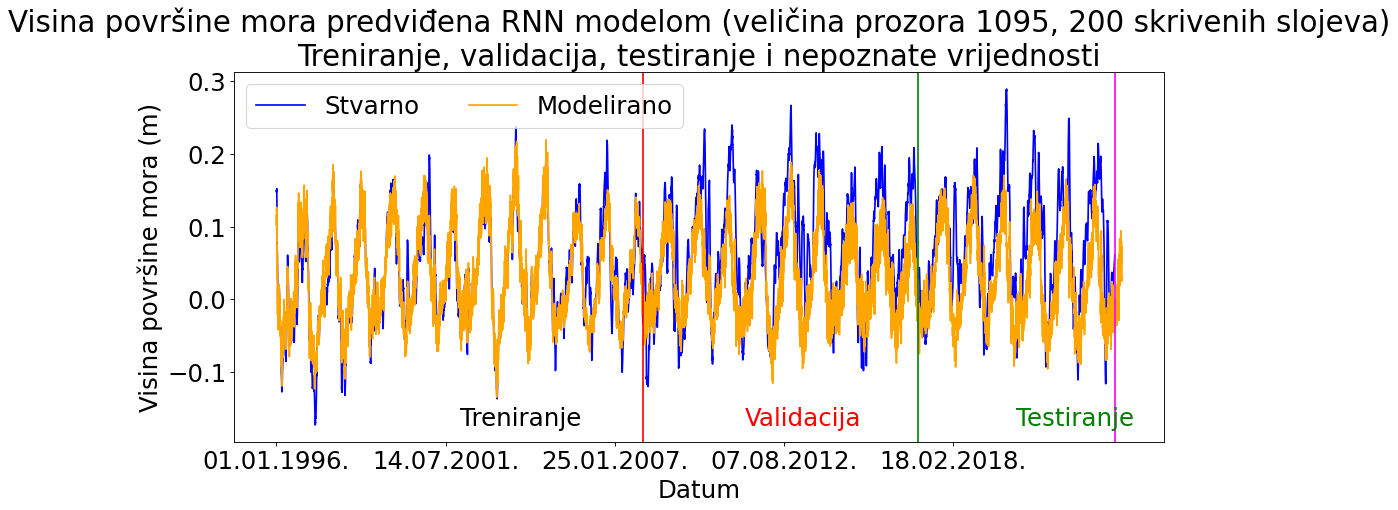 Visina površine mora predviđena RNN modelom (veličina prozora 1095, 200 skrivenih slojeva)
Treniranje, validacija, testiranje i nepoznate vrijednosti
Stvarno
Modelirano
Visina površine mora (m)
0.3
0.2
0.1
0.0
−0.1
Treniranje
Validacija
Testiranje
01.01.1996.
14.07.2001.
25.01.2007.
07.08.2012.
18.02.2018.
Datum